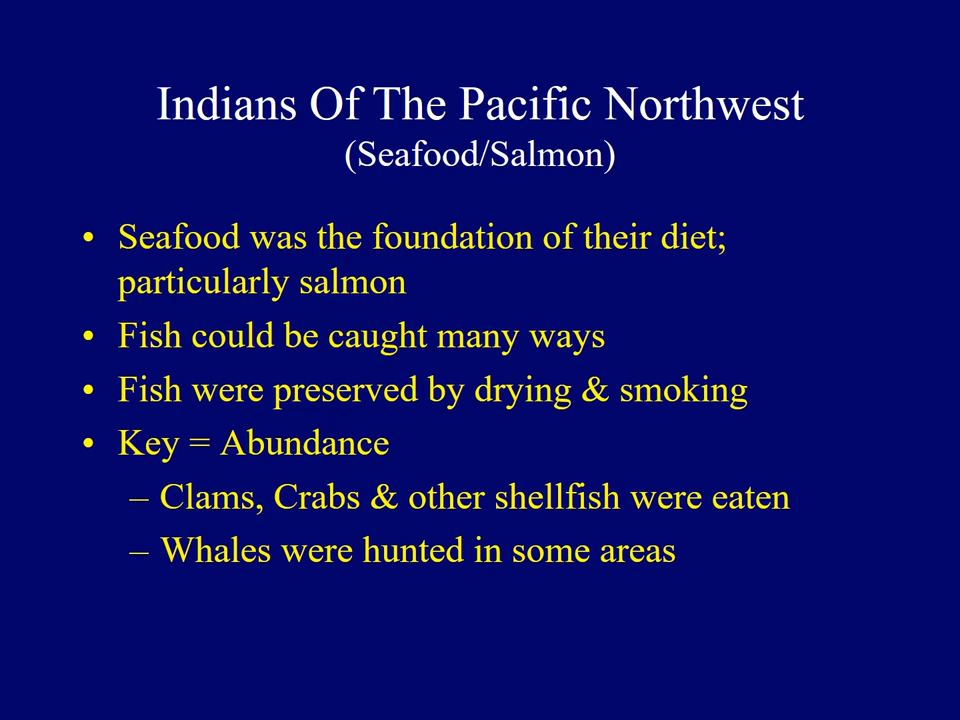 Indians Of The Pacific Northwest
(Seafood/Salmon)
• Seafood was the foundation of their diet;
particularly salmon
• Fish could be caught many ways
• Fish were preserved by drying & smoking
• Key = Abundance
– Clams, Crabs & other shellfish were eaten
– Whales were hunted in some areas